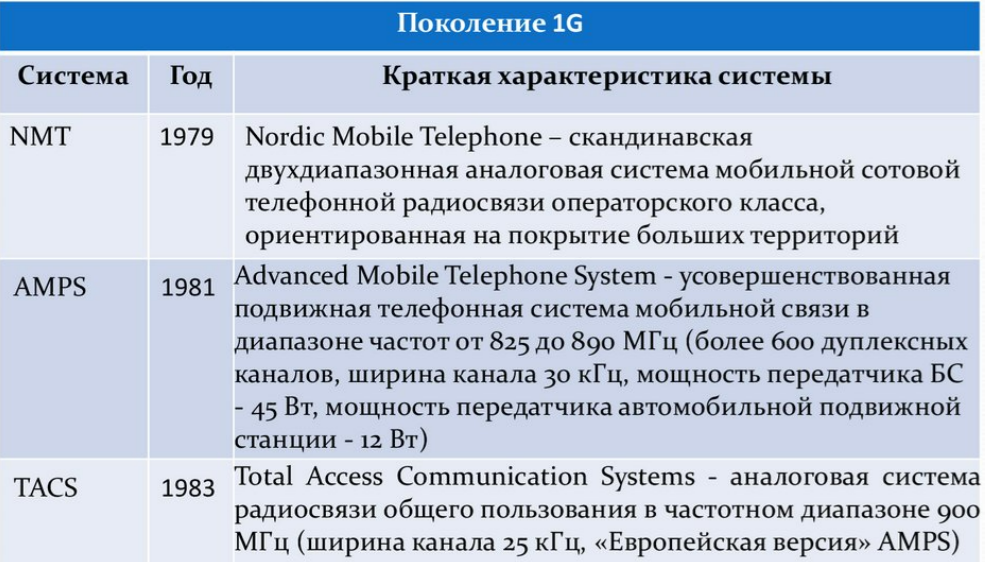 Поколение 1G
Система Год Краткая характеристика системы
NMT 1979 Nordic Mobile Telephone – скандинавская
двухдиапазонная аналоговая система мобильной сотовой
телефонной радиосвязи операторского класса,
ориентированная на покрытие больших территорий
AMPS 1981 Advanced Mobile Telephone System - усовершенствованная
подвижная телефонная система мобильной связи в
диапазоне частот от 825 до 890 МГц (более 600 дуплексных
каналов, ширина канала 30 кГц, мощность передатчика БС
- 45 Вт, мощность передатчика автомобильной подвижной
станции - 12 Вт)
TACS 1983 Total Access Communication Systems - аналоговая система
радиосвязи общего пользования в частотном диапазоне 900
МГц (ширина канала 25 кГц, «Европейская версия» AMPS)